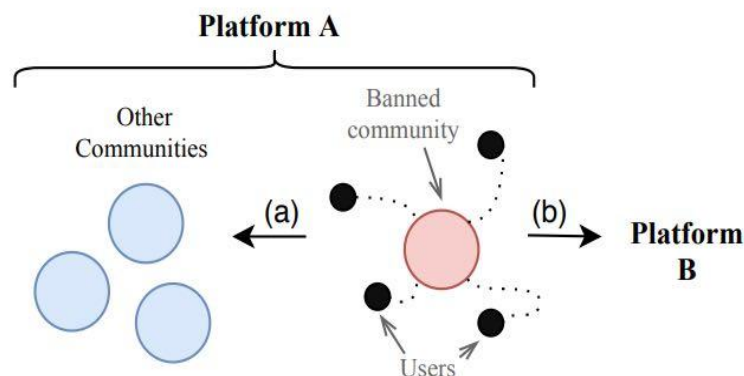 Platform A
Other
Communities
Banned
community
(a)
(b)
Platform
B
Users